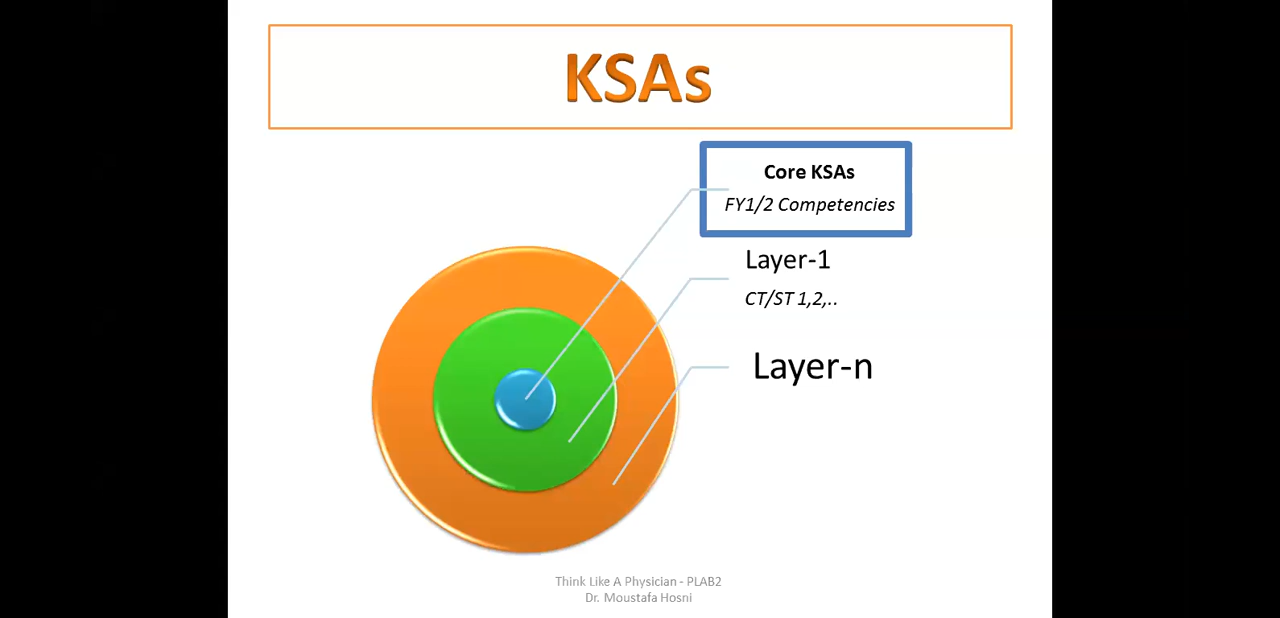 KSAs
Core KSAs
FY1/2 Competencies
Layer-1
CT/ST 1,2,..
Layer-n
Think Like A Physician - PLAB2
Dr. Moustafa Hosni